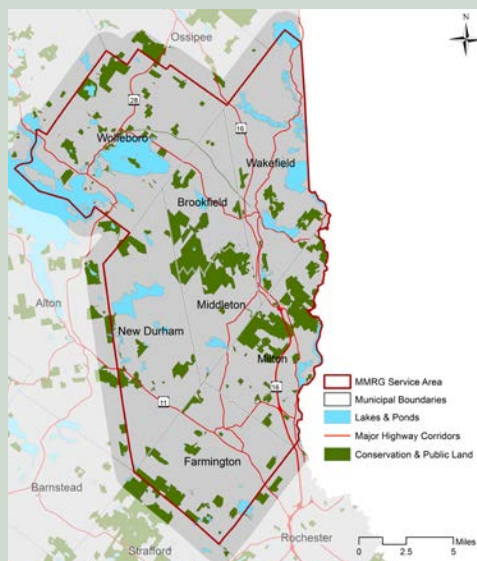 Ossipee
N
28
16
Wolfeboro
Wakefield
Brookfield
Alton
Middleton
New Durham
Milton
16
11
Farmington
Barnstead
Strafford
Rochester
MMRG Service Area
Municipal Boundaries
Lakes & Ponds
Major Highway Corridors
Conservation & Public Land
Miles
0 2.5 5